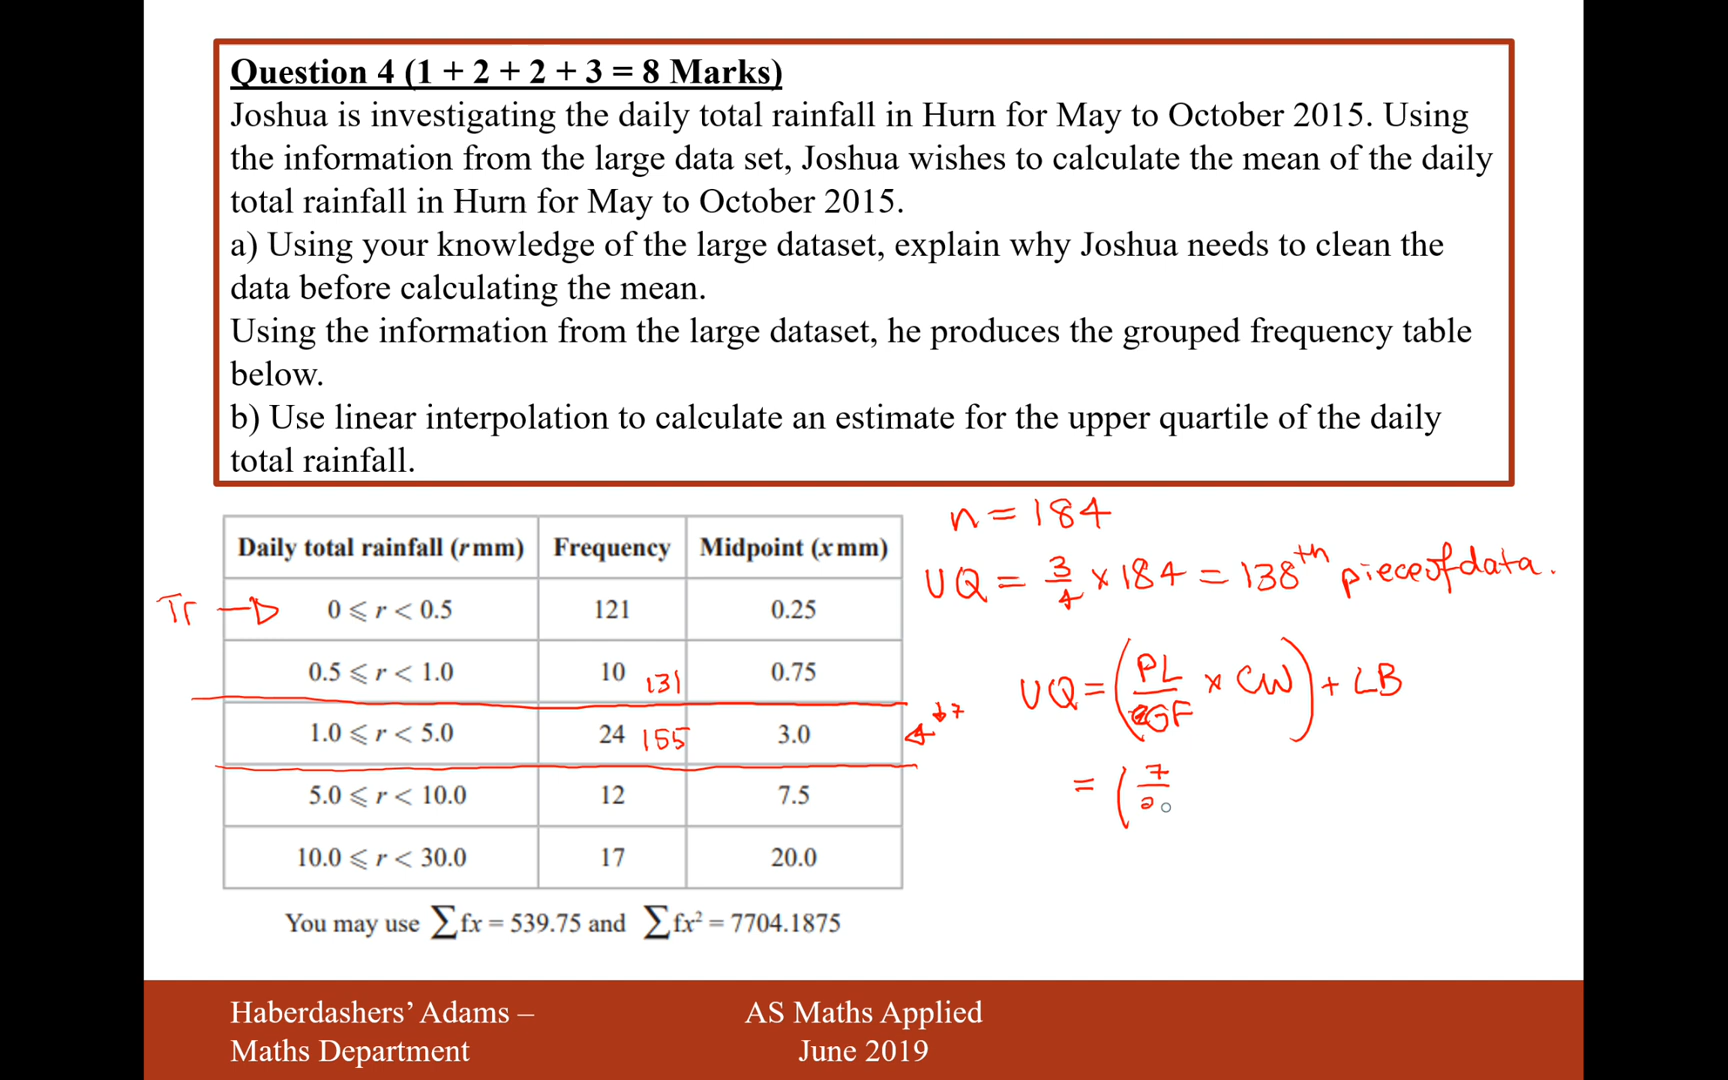 Question 4 (1 + 2 + 2 + 3 = 8 Marks)
Joshua is investigating the daily total rainfall in Hurn for May to October 2015. Using
the information from the large data set, Joshua wishes to calculate the mean of the daily
total rainfall in Hurn for May to October 2015.
a) Using your knowledge of the large dataset, explain why Joshua needs to clean the
data before calculating the mean.
Using the information from the large dataset, he produces the grouped frequency table
below.
b) Use linear interpolation to calculate an estimate for the upper quartile of the daily
total rainfall.
n = 184
Daily total rainfall (r mm) Frequency Midpoint (x mm)
UQ = 3/4 × 184 = 138th piece of data.
Tr → 0 ⩽ r < 0.5 121 0.25
0.5 ⩽ r < 1.0 10 131 0.75
UQ = (PL/GF × CW) + LB
1.0 ⩽ r < 5.0 24 155 3.0
= (7/2
5.0 ⩽ r < 10.0 12 7.5
10.0 ⩽ r < 30.0 17 20.0
You may use ∑fx = 539.75 and ∑fx² = 7704.1875
Haberdashers’ Adams –
Maths Department
AS Maths Applied
June 2019